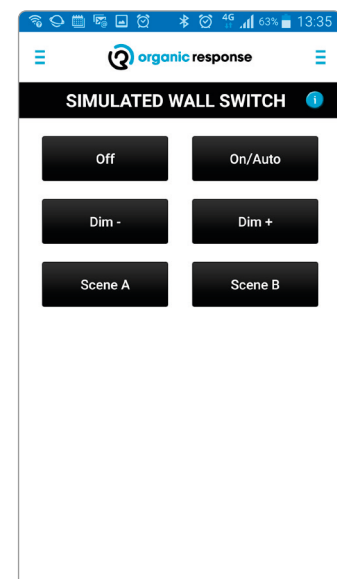 4G 63% 13:35
organic response
SIMULATED WALL SWITCH i
Off On/Auto
Dim - Dim +
Scene A Scene B